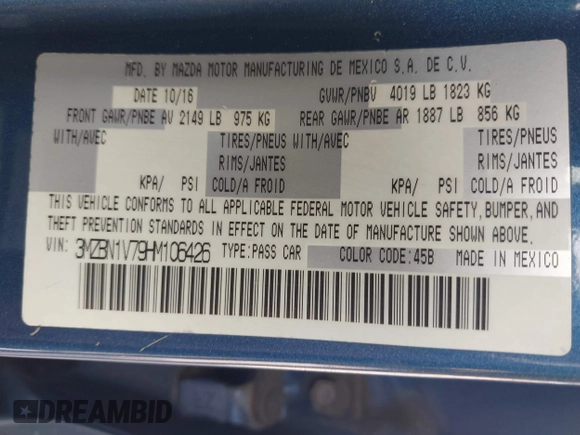 MFD. BY MAZDA MOTOR MANUFACTURING DE MEXICO S.A. DE C.V.
DATE 10/16 GVWR/PNBV 4019 LB 1823 KG
FRONT GAWR/PNBE AV 2149 LB 975 KG REAR GAWR/PNBE AR 1887 LB 856 KG
WITH/AVEC TIRES/PNEUS WITH/AVEC TIRES/PNEUS
RIMS/JANTES RIMS/JANTES
KPA/ PSI COLD/A FROID KPA/ PSI COLD/A FROID
THIS VEHICLE CONFORMS TO ALL APPLICABLE FEDERAL MOTOR VEHICLE SAFETY, BUMPER, AND
THEFT PREVENTION STANDARDS IN EFFECT ON THE DATE OF MANUFACTURE SHOWN ABOVE.
VIN: 3MZBN1V79HM106426 TYPE:PASS CAR COLOR CODE:45B MADE IN MEXICO
DREAMBID